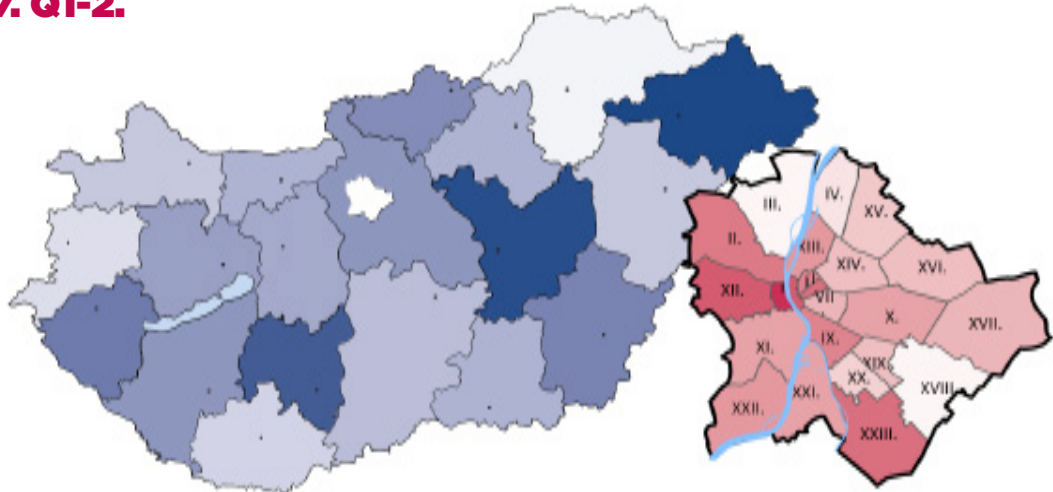 Q1-2.
III.
IV.
XV.
II.
XIII.
XIV.
XVI.
XII.
VII
X.
XVII.
IX.
XI.
XIX.
XX.
XVIII.
XXI.
XXII.
XXIII.